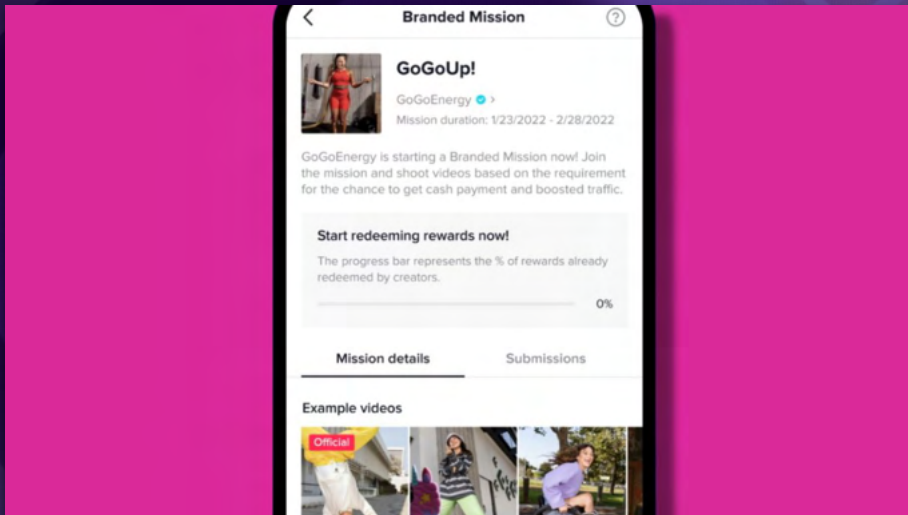 Branded Mission
?
GoGoUp!
GoGoEnergy
Mission duration: 1/23/2022 - 2/28/2022
GoGoEnergy is starting a Branded Mission now! Join
the mission and shoot videos based on the requirement
for the chance to get cash payment and boosted traffic.
Start redeeming rewards now!
The progress bar represents the % of rewards already
redeemed by creators.
0%
Mission details
Submissions
Example videos
Official